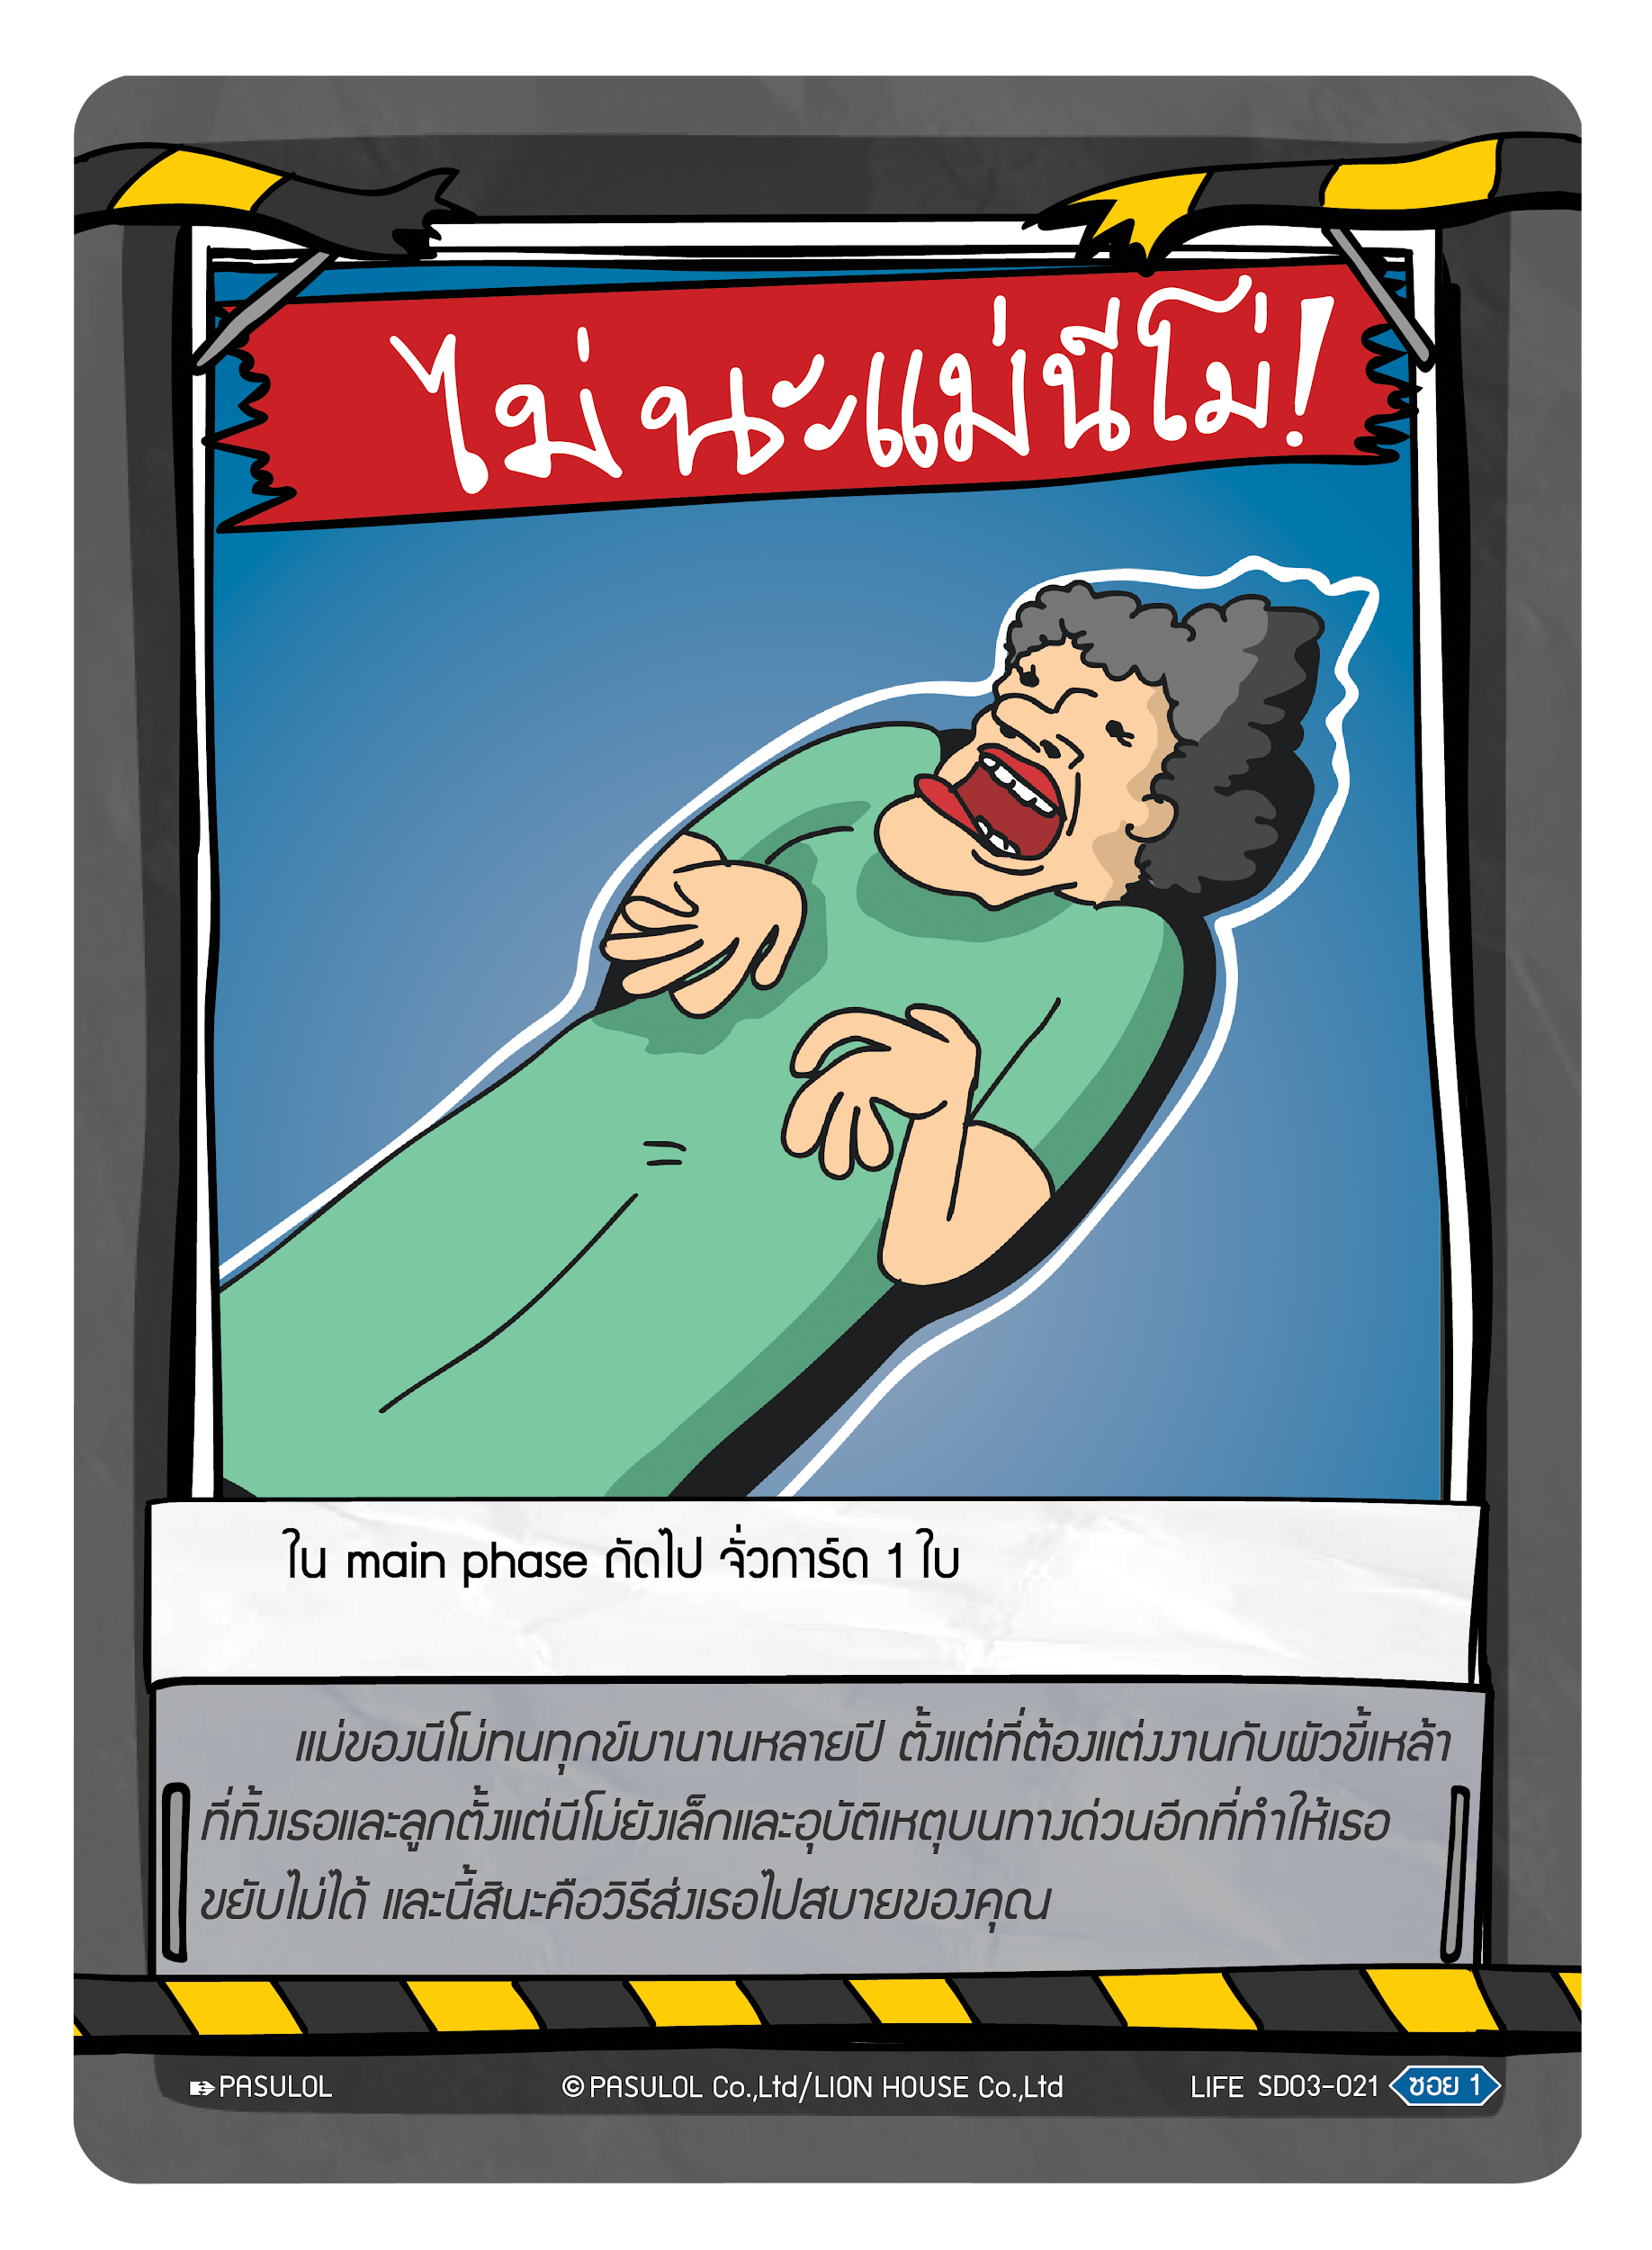 ไม่นะแม่นีโม่!
ใน main phase ถัดไป จั่วการ์ด 1 ใบ
แม่ของนีโม่ทนทุกข์มานานหลายปี ตั้งแต่ที่ต้องแต่งงานกับผัวขี้เหล้า
ที่ทิ้งเธอและลูกตั้งแต่นีโม่ยังเล็กและอุบัติเหตุบนทางด่วนอีกที่ทำให้เธอ
ขยับไม่ได้ และนี้สินะคือวิธีส่งเธอไปสบายของคุณ
PASULOL ©PASULOL Co.,Ltd/LION HOUSE Co.,Ltd LIFE SD03-021 ซอย 1